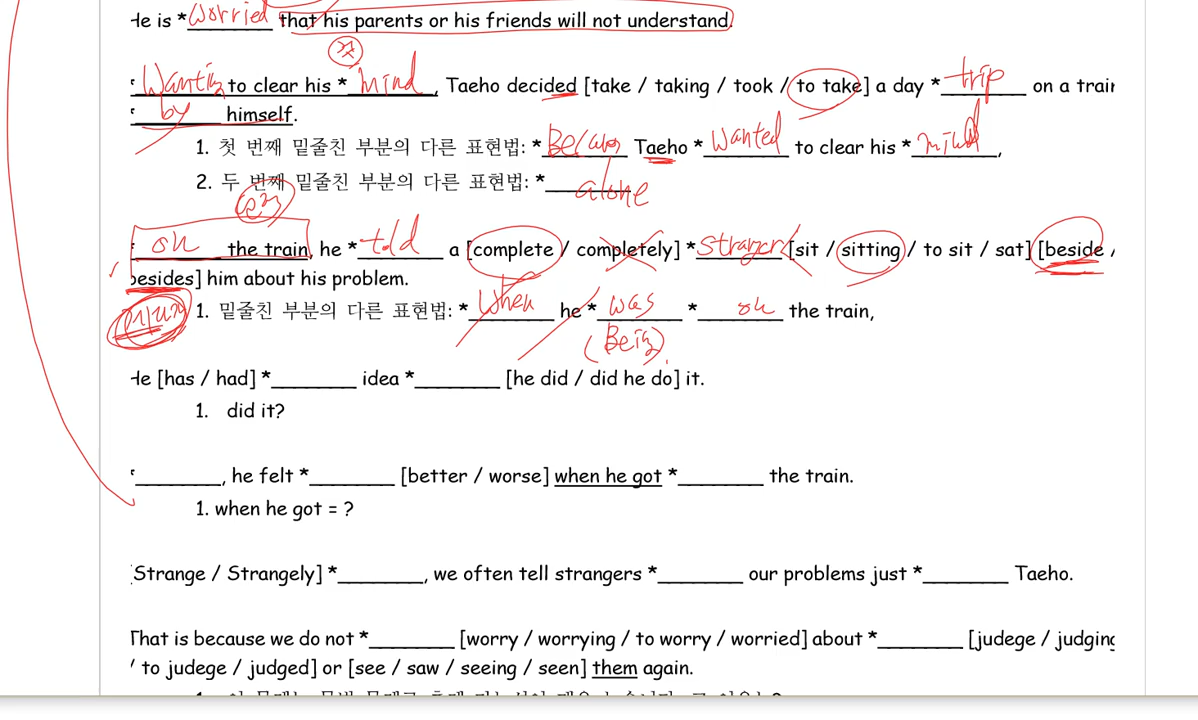 He is *worried that his parents or his friends will not understand.
Wanting to clear his *mind, Taeho decided [take / taking / took / to take] a day *trip on a train
by himself.
1. 첫 번째 밑줄친 부분의 다른 표현법: * Taeho *wanted to clear his *mind,
2. 두 번째 밑줄친 부분의 다른 표현법: *alone
on the train, he *told a [complete / completely] *stranger [sit / sitting / to sit / sat] [beside /
besides] him about his problem.
1. 밑줄친 부분의 다른 표현법: *When he *was *on the train,
(Being)
He [has / had] *________ idea *________ [he did / did he do] it.
1. did it?
*________, he felt *________ [better / worse] when he got *________ the train.
1. when he got = ?
[Strange / Strangely] *________, we often tell strangers *________ our problems just *________ Taeho.
That is because we do not *________ [worry / worrying / to worry / worried] about *________ [judege / judging
/ to judege / judged] or [see / saw / seeing / seen] them again.